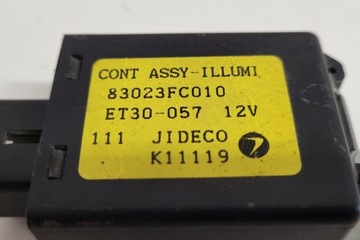 CONT ASSY-ILLUMI
83023FC010
ET30-057 12V
111 JIDECO
K11119